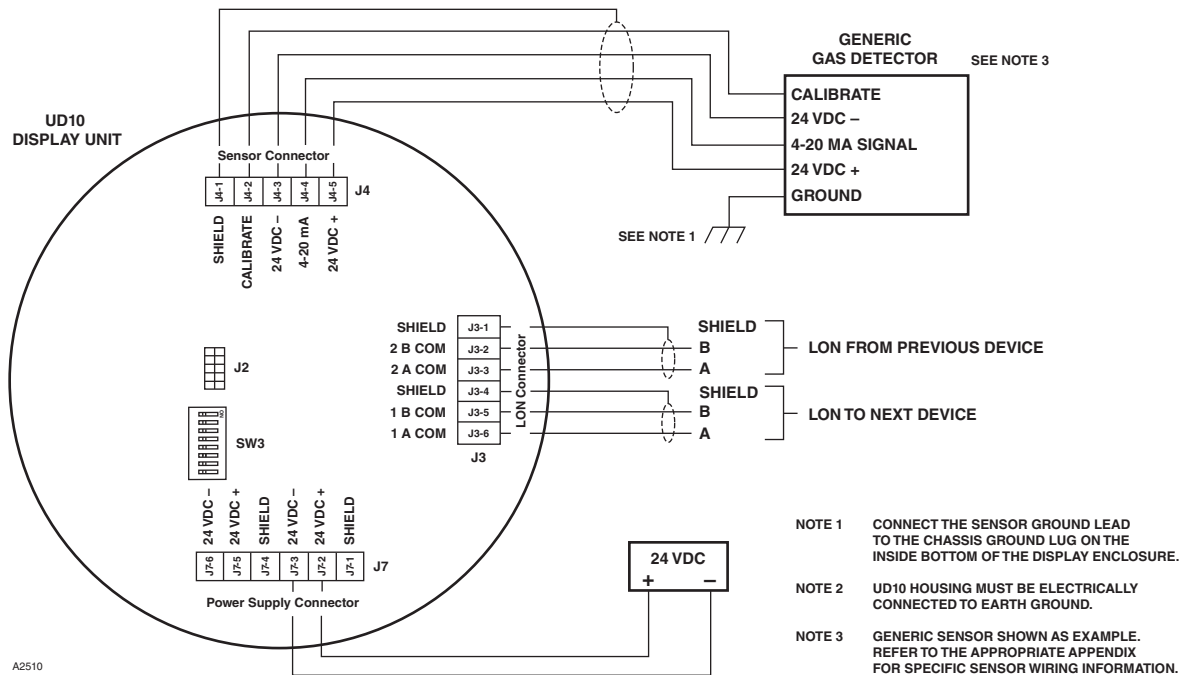 GENERIC
GAS DETECTOR
SEE NOTE 3
CALIBRATE
24 VDC –
4-20 MA SIGNAL
24 VDC +
GROUND
SEE NOTE 1
UD10
DISPLAY UNIT
Sensor Connector
J4-1
J4-2
J4-3
J4-4
J4-5
J4
SHIELD
CALIBRATE
24 VDC –
4-20 mA
24 VDC +
SHIELD
2 B COM
2 A COM
SHIELD
1 B COM
1 A COM
J3-1
J3-2
J3-3
J3-4
J3-5
J3-6
J3
LON Connector
SHIELD
B
A
LON FROM PREVIOUS DEVICE
SHIELD
B
A
LON TO NEXT DEVICE
J2
ON
SW3
24 VDC –
24 VDC +
SHIELD
24 VDC –
24 VDC +
SHIELD
J7-6
J7-5
J7-4
J7-3
J7-2
J7-1
J7
Power Supply Connector
24 VDC
+ –
NOTE 1 CONNECT THE SENSOR GROUND LEAD
TO THE CHASSIS GROUND LUG ON THE
INSIDE BOTTOM OF THE DISPLAY ENCLOSURE.
NOTE 2 UD10 HOUSING MUST BE ELECTRICALLY
CONNECTED TO EARTH GROUND.
NOTE 3 GENERIC SENSOR SHOWN AS EXAMPLE.
REFER TO THE APPROPRIATE APPENDIX
FOR SPECIFIC SENSOR WIRING INFORMATION.
A2510